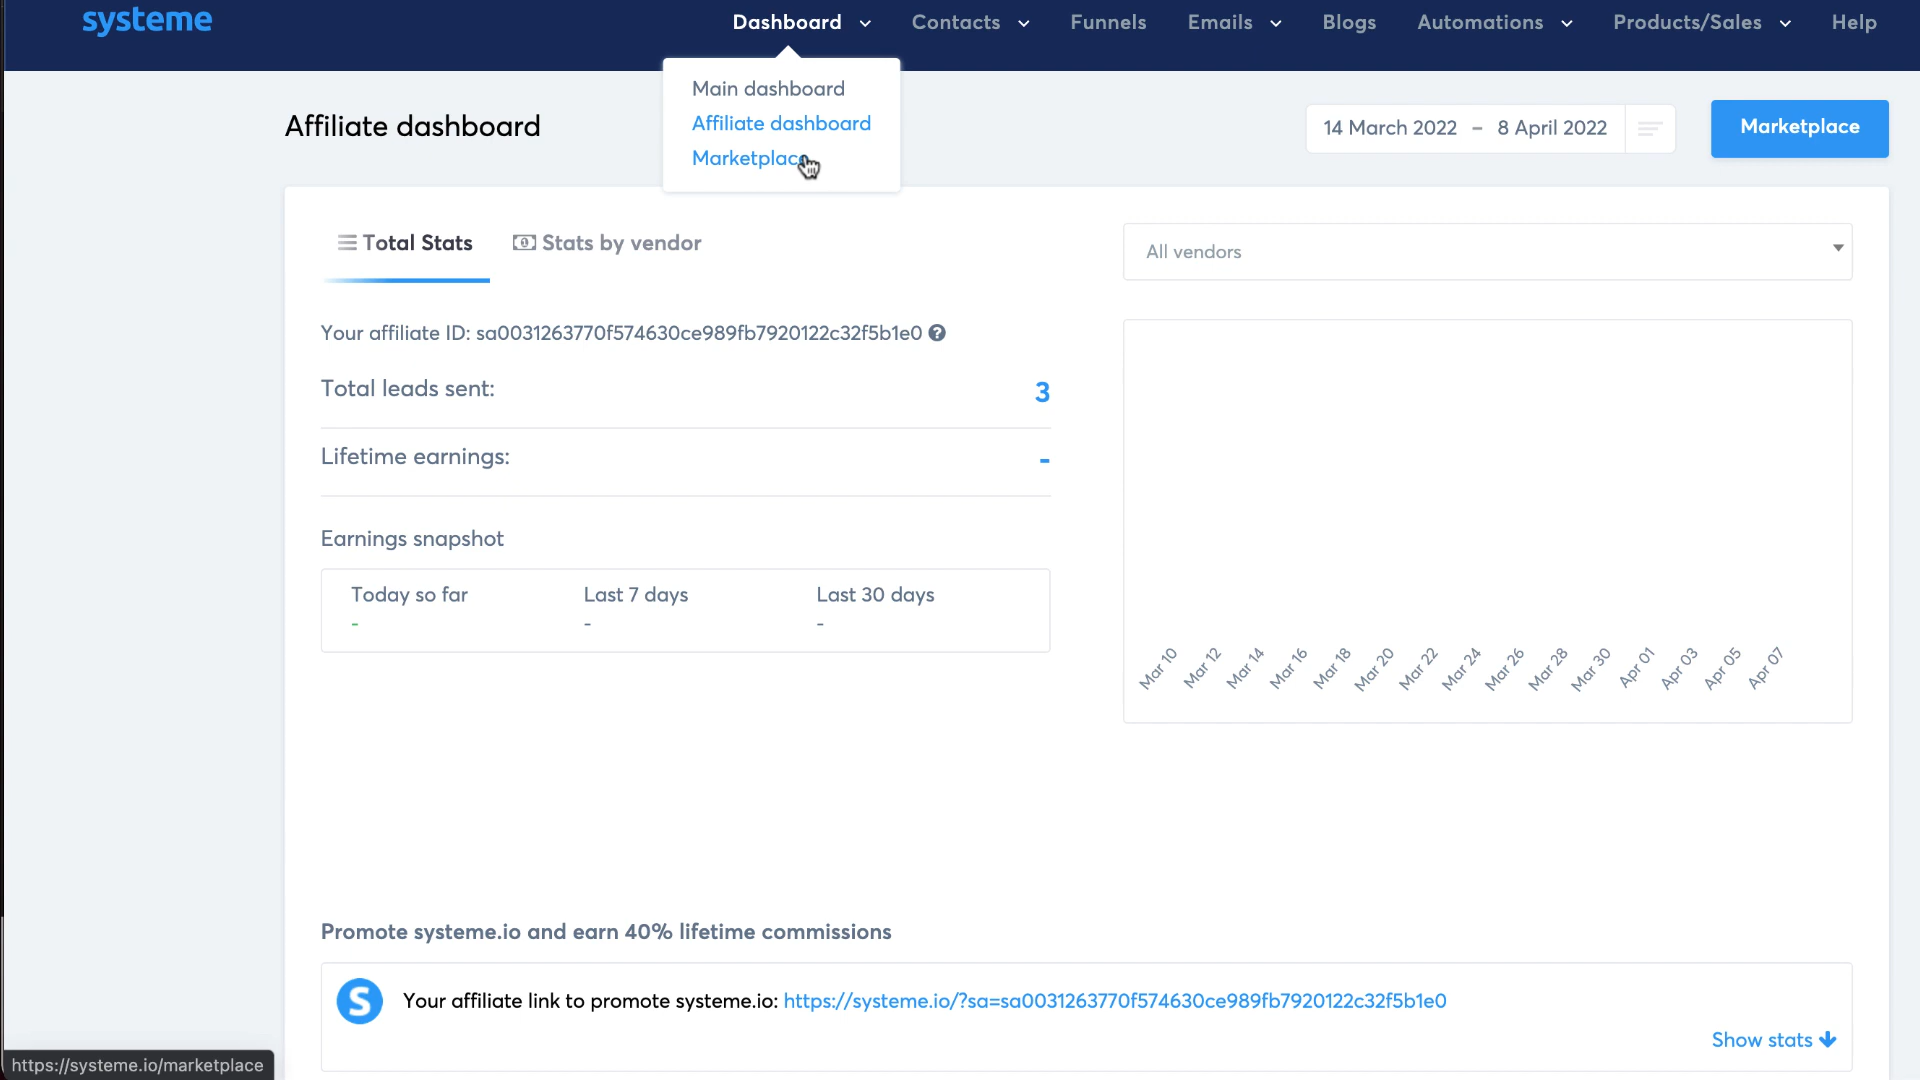 systeme
Dashboard
Contacts
Funnels
Emails
Blogs
Automations
Products/Sales
Help
Main dashboard
Affiliate dashboard
Marketplace
Affiliate dashboard
14 March 2022 – 8 April 2022
Marketplace
Total Stats
Stats by vendor
All vendors
Your affiliate ID: sa0031263770f574630ce989fb7920122c32f5b1e0
Total leads sent:
3
Lifetime earnings:
-
Earnings snapshot
Today so far
Last 7 days
Last 30 days
-
-
-
Mar 10
Mar 12
Mar 14
Mar 16
Mar 18
Mar 20
Mar 22
Mar 24
Mar 26
Mar 28
Mar 30
Apr 01
Apr 03
Apr 05
Apr 07
Promote systeme.io and earn 40% lifetime commissions
S
Your affiliate link to promote systeme.io: https://systeme.io/?sa=sa0031263770f574630ce989fb7920122c32f5b1e0
Show stats
https://systeme.io/marketplace